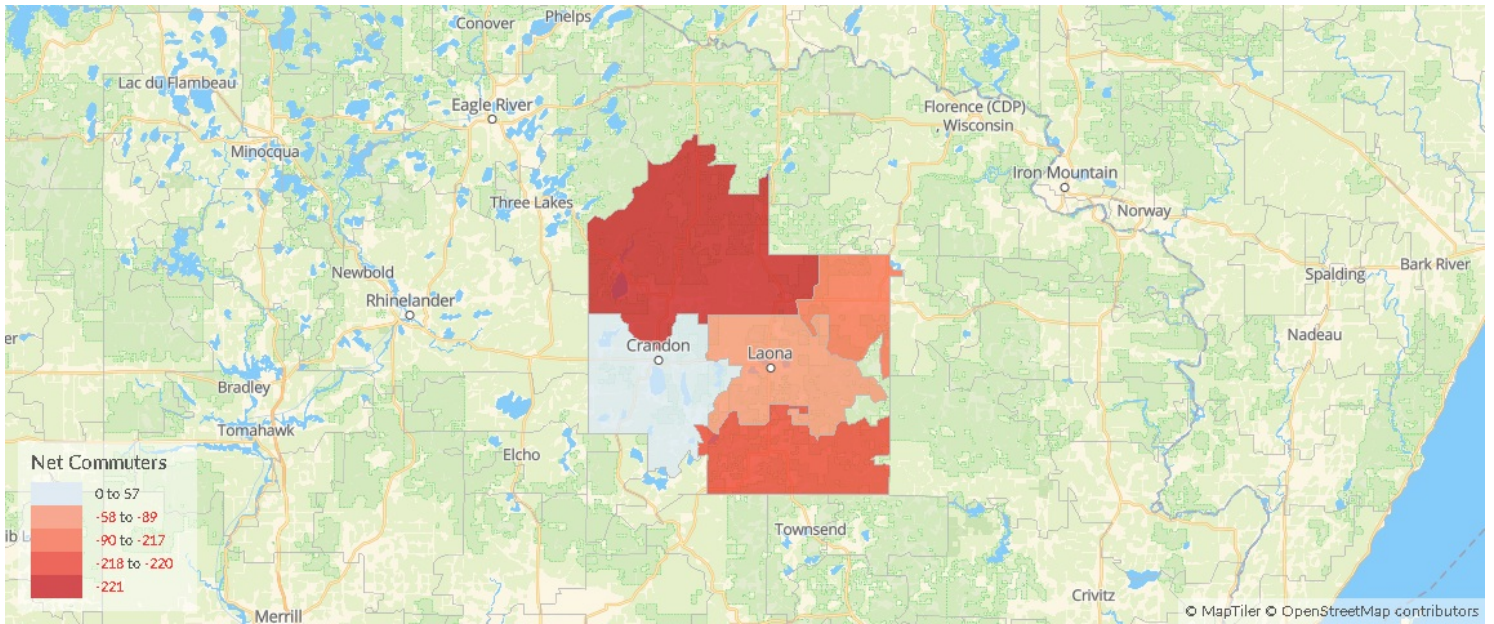 Conover
Phelps
Lac du Flambeau
Eagle River
Florence (CDP)
, Wisconsin
Minocqua
Iron Mountain
Three Lakes
Norway
Newbold
Spalding
Bark River
Rhinelander
Nadeau
Crandon
Laona
Bradley
Tomahawk
Elcho
Net Commuters
0 to 57
-58 to -89
-90 to -217
-218 to -220
-221
Townsend
Crivitz
Merrill
© MapTiler © OpenStreetMap contributors